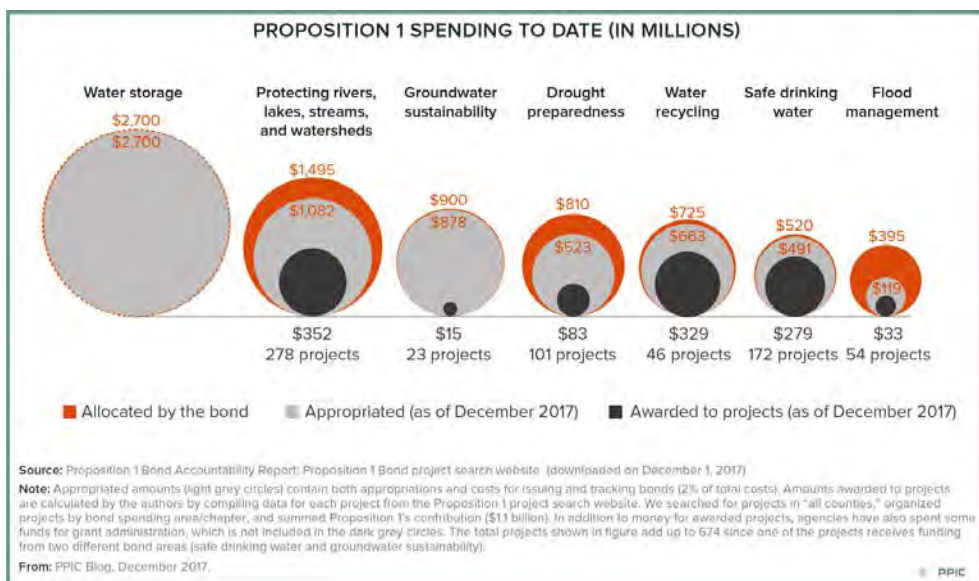 PROPOSITION 1 SPENDING TO DATE (IN MILLIONS)
Water storage
Protecting rivers,
lakes, streams,
and watersheds
Groundwater
sustainability
Drought
preparedness
Water
recycling
Safe drinking
water
Flood
management
$2,700
$2,700
$1,495
$1,082
$900
$878
$810
$523
$725
$663
$520
$491
$395
$119
$352
278 projects
$15
23 projects
$83
101 projects
$329
46 projects
$279
172 projects
$33
54 projects
Allocated by the bond
Appropriated (as of December 2017)
Awarded to projects (as of December 2017)
Source: Proposition 1 Bond Accountability Report; Proposition 1 Bond project search website (downloaded on December 1, 2017)
Note: Appropriated amounts (light grey circles) contain both appropriations and costs for issuing and tracking bonds (2% of total costs). Amounts awarded to projects
are calculated by the authors by compiling data for each project from the Proposition 1 project search website. We searched for projects in "all counties," organized
projects by bond spending area/chapter, and summed Proposition 1's contribution ($1.1 billion). In addition to money for awarded projects, agencies have also spent some
funds for grant administration, which is not included in the dark grey circles. The total projects shown in figure add up to 674 since one of the projects receives funding
from two different bond areas (safe drinking water and groundwater sustainability).
From: PPIC Blog, December 2017.
PPIC